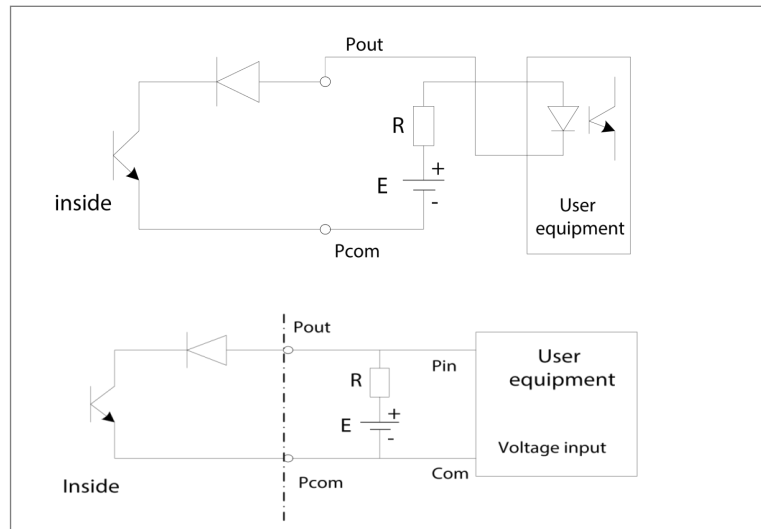 Pout
R
+
E
-
inside
User
equipment
Pcom
Pout
Pin
User
equipment
R
+
E
-
Voltage input
Inside
Pcom
Com